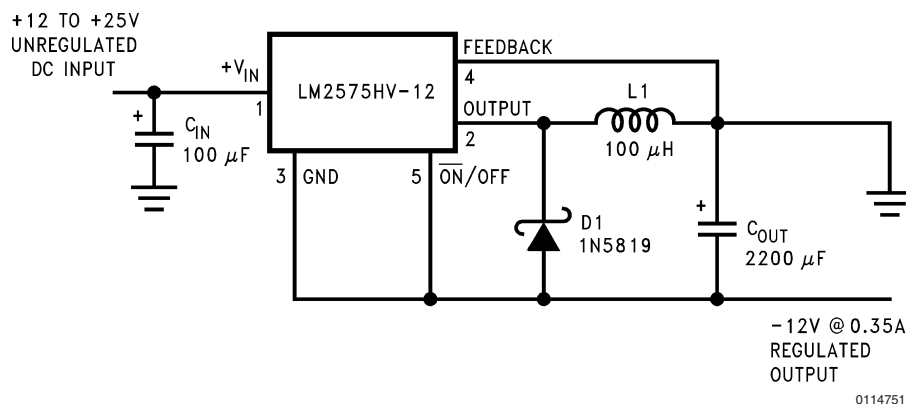 +12 TO +25V
UNREGULATED
DC INPUT
+VIN
1
LM2575HV-12
FEEDBACK
4
OUTPUT
2
L1
100 μH
+
CIN
100 μF
3
GND
5
ON/OFF
D1
1N5819
+
COUT
2200 μF
-12V @ 0.35A
REGULATED
OUTPUT
0114751